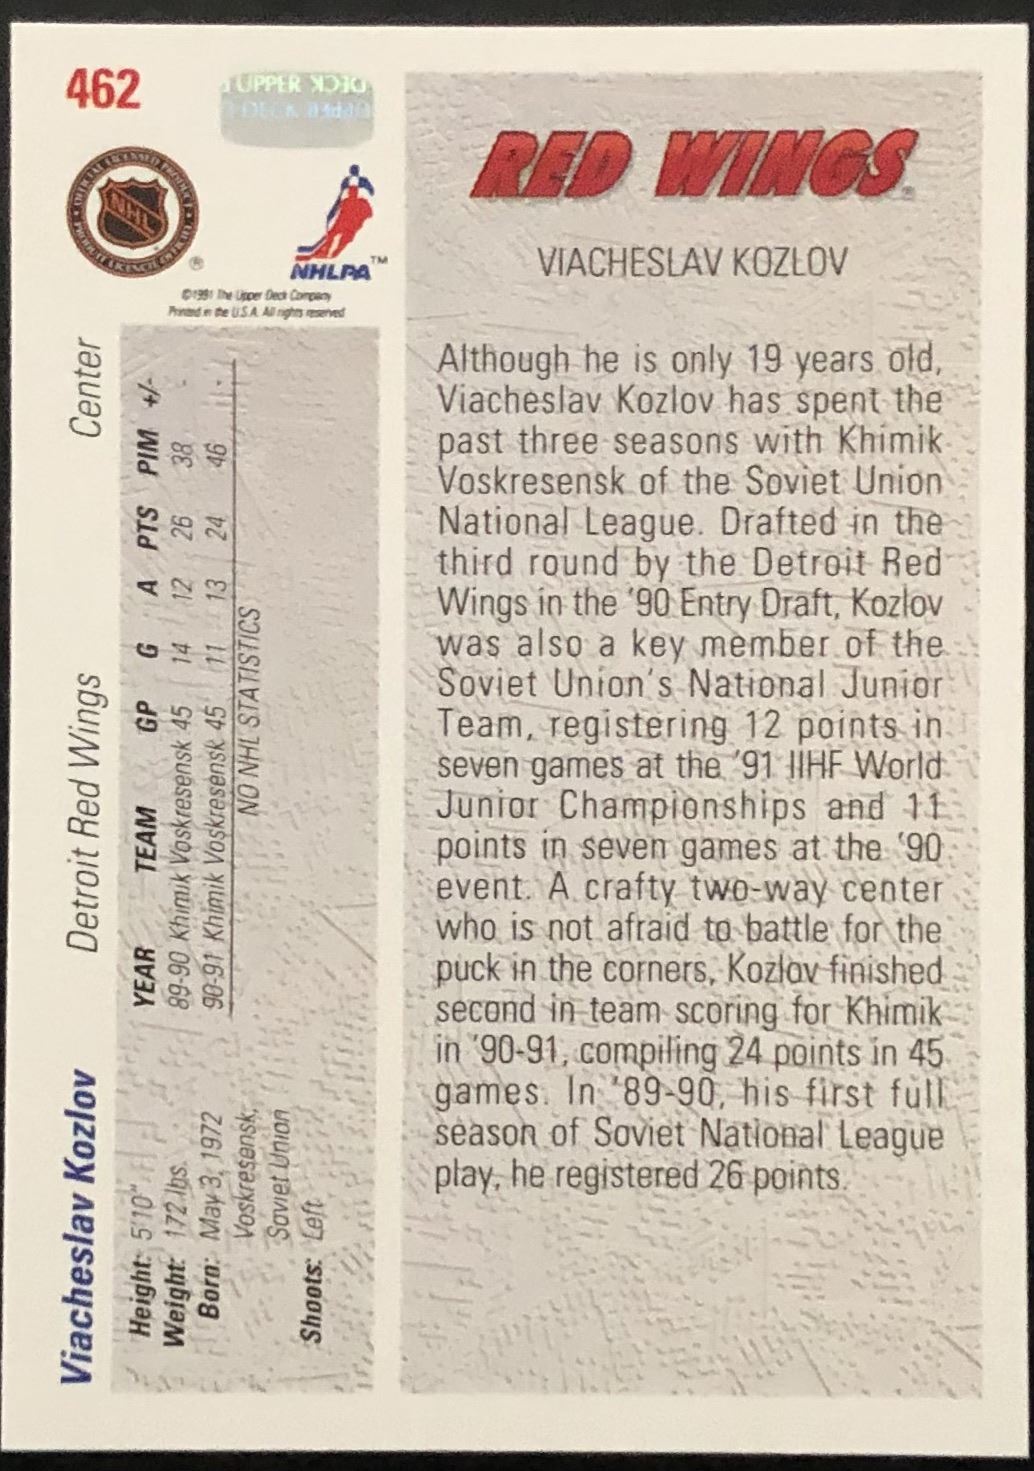 462
UPPER DECK
OFFICIAL LICENSED PRODUCT
NHL
PRODUIT LICENCIÉ OFFICIEL
®
NHLPA™
©1991 The Upper Deck Company
Printed in the U.S.A. All rights reserved
Viacheslav Kozlov Detroit Red Wings Center
Height: 5'10"
Weight: 172 lbs.
Born: May 3, 1972
Voskresensk,
Soviet Union
Shoots: Left
YEAR TEAM GP G A PTS PIM +/-
89-90 Khimik Voskresensk 45 14 12 26 38 -
90-91 Khimik Voskresensk 45 11 13 24 46 -
NO NHL STATISTICS
RED WINGS
VIACHESLAV KOZLOV
Although he is only 19 years old,
Viacheslav Kozlov has spent the
past three seasons with Khimik
Voskresensk of the Soviet Union
National League. Drafted in the
third round by the Detroit Red
Wings in the '90 Entry Draft, Kozlov
was also a key member of the
Soviet Union's National Junior
Team, registering 12 points in
seven games at the '91 IIHF World
Junior Championships and 11
points in seven games at the '90
event. A crafty two-way center
who is not afraid to battle for the
puck in the corners, Kozlov finished
second in team scoring for Khimik
in '90-91, compiling 24 points in 45
games. In '89-90, his first full
season of Soviet National League
play, he registered 26 points.